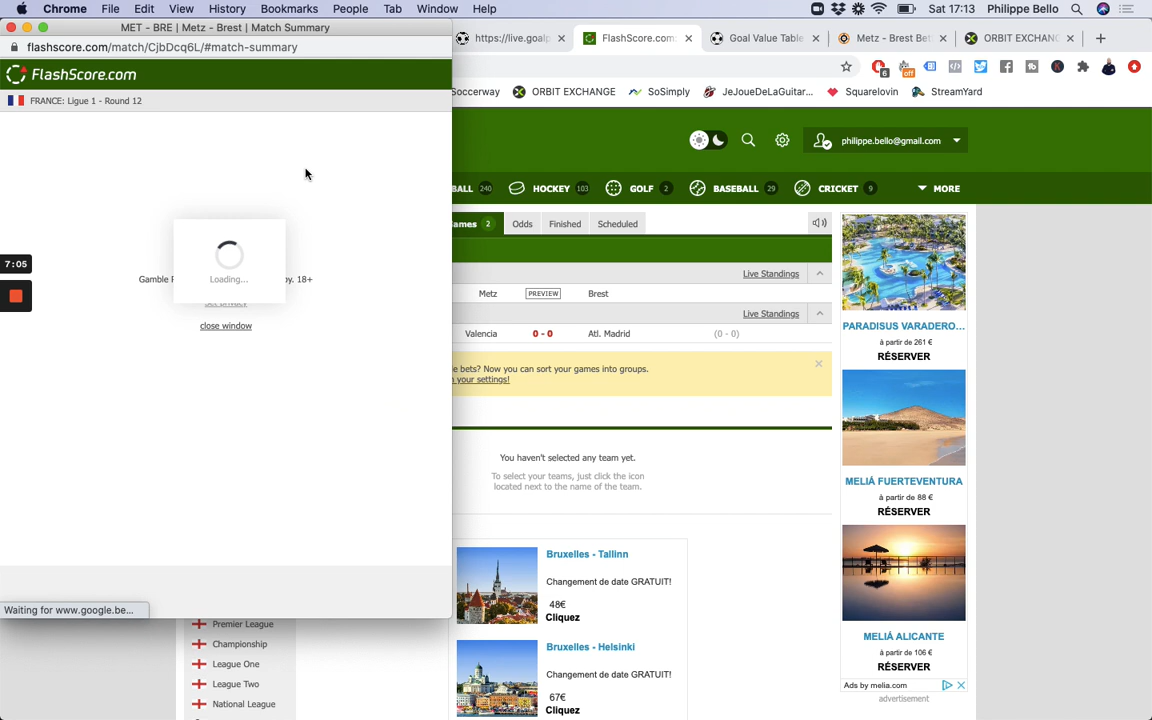 Chrome File Edit View History Bookmarks People Tab Window Help Sat 17:13 Philippe Bello
MET - BRE | Metz - Brest | Match Summary
flashscore.com/match/CjbDcq6L/#match-summary
https://live.goalp
FlashScore.com:
Goal Value Table
Metz - Brest Bet
ORBIT EXCHANG
6
off
Soccerway ORBIT EXCHANGE SoSimply JeJoueDeLaGuitar... Squarelovin StreamYard
FlashScore.com
FRANCE: Ligue 1 - Round 12
philippe.bello@gmail.com
BALL 240 HOCKEY 103 GOLF 2 BASEBALL 29 CRICKET 9 MORE
ames 2 Odds Finished Scheduled
Live Standings
Metz PREVIEW Brest
Live Standings
Valencia 0 - 0 Atl. Madrid (0 - 0)
7:05
Gamble
Loading...
oy. 18+
Set privacy
close window
e bets? Now you can sort your games into groups.
your settings!
You haven't selected any team yet.
To select your teams, just click the icon
located next to the name of the team.
PARADISUS VARADERO...
à partir de 261 €
RÉSERVER
MELIÁ FUERTEVENTURA
à partir de 88 €
RÉSERVER
MELIÁ ALICANTE
à partir de 106 €
RÉSERVER
Ads by melia.com
advertisement
Bruxelles - Tallinn
Changement de date GRATUIT!
48€
Cliquez
Bruxelles - Helsinki
Changement de date GRATUIT!
67€
Cliquez
Waiting for www.google.be...
Premier League
Championship
League One
League Two
National League